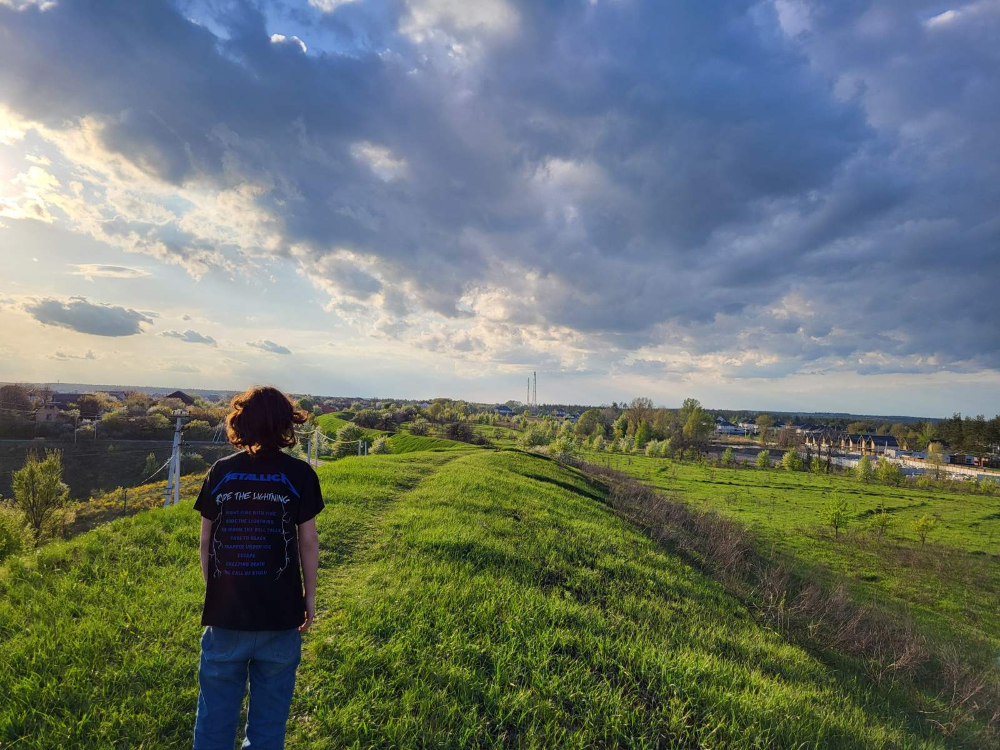 METALLICA
RIDE THE LIGHTNING
FIGHT FIRE WITH FIRE
RIDE THE LIGHTNING
WHOM THE BELL TOLLS
FADE TO BLACK
TRAPPED UNDER ICE
ESCAPE
CREEPING DEATH
THE CALL OF KTULU